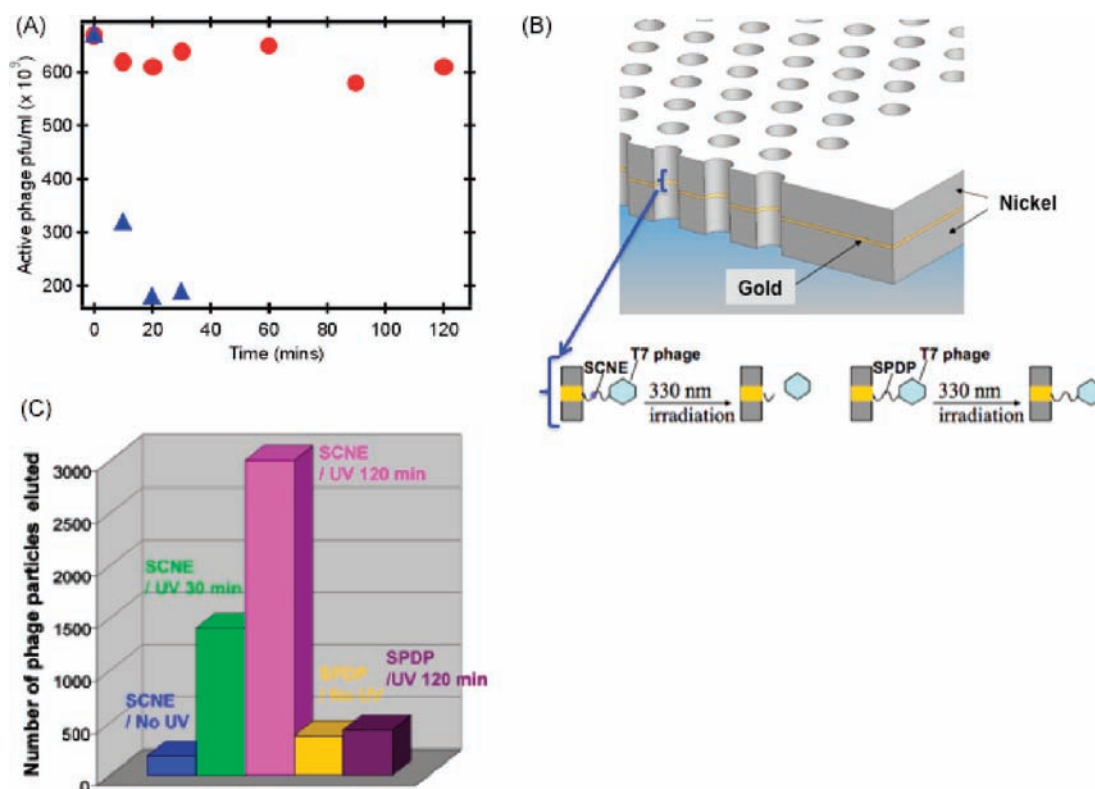 (A)
Active phage pfu/ml (x 10⁹)
600
500
400
300
200
0
20
40
60
80
100
120
Time (mins)
(B)
Nickel
Gold
SCNE
T7 phage
330 nm
irradiation
SPDP
T7 phage
330 nm
irradiation
(C)
Number of phage particles eluted
3000
2500
2000
1500
1000
500
0
SCNE
/ UV 120 min
SCNE
/ UV 30 min
SCNE
/ No UV
SPDP
/ No UV
SPDP
/UV 120 min